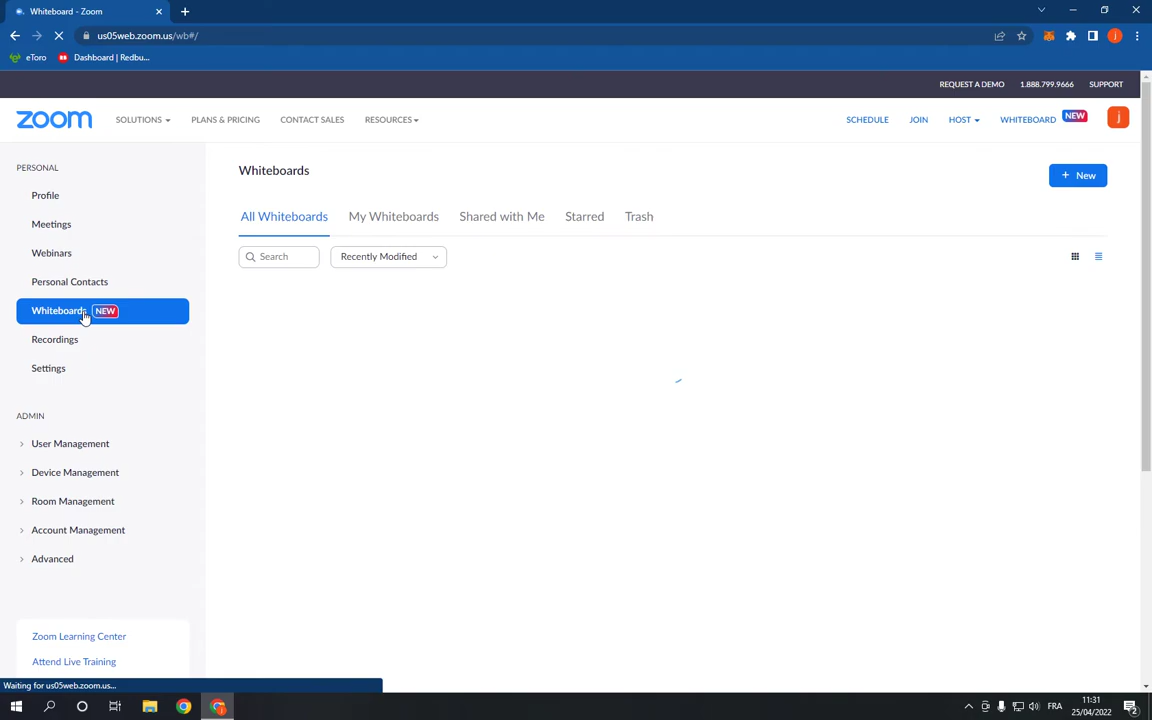 Whiteboard - Zoom
us05web.zoom.us/wb#/
eToro
Dashboard | Redbu...
REQUEST A DEMO
1.888.799.9666
SUPPORT
zoom
SOLUTIONS
PLANS & PRICING
CONTACT SALES
RESOURCES
SCHEDULE
JOIN
HOST
WHITEBOARD
NEW
j
PERSONAL
Profile
Meetings
Webinars
Personal Contacts
Whiteboards NEW
Recordings
Settings
ADMIN
User Management
Device Management
Room Management
Account Management
Advanced
Zoom Learning Center
Attend Live Training
Whiteboards
+ New
All Whiteboards
My Whiteboards
Shared with Me
Starred
Trash
Search
Recently Modified
Waiting for us05web.zoom.us...
FRA
11:31
25/04/2022
2